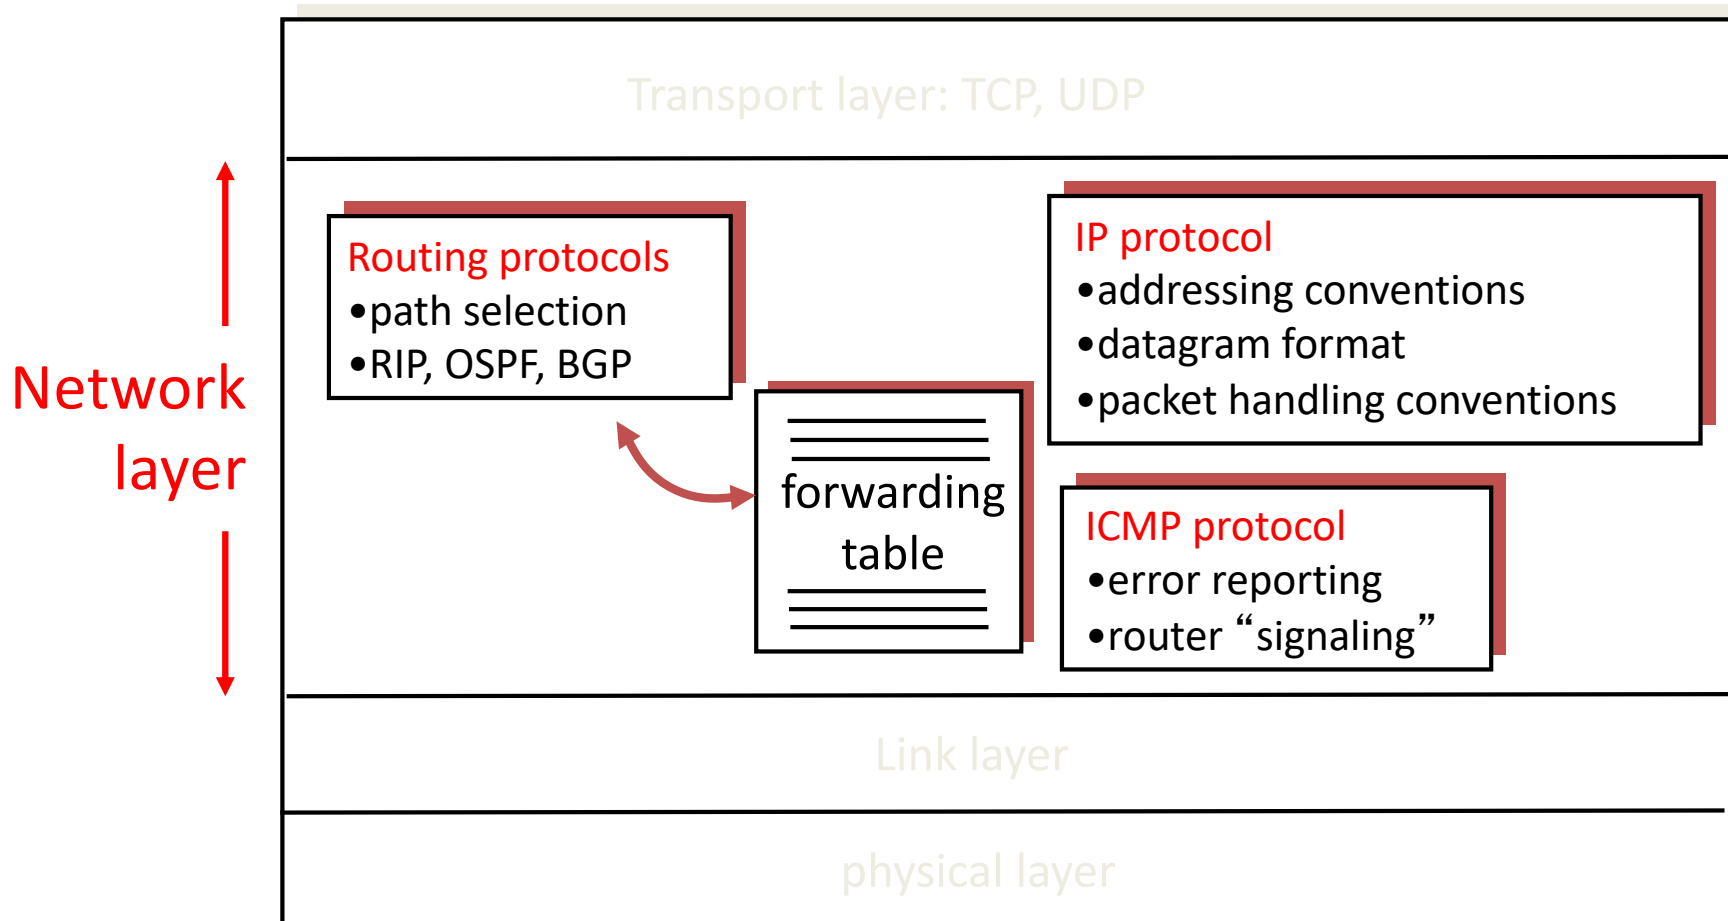 Transport layer: TCP, UDP
Network
layer
Routing protocols
•path selection
•RIP, OSPF, BGP
forwarding
table
IP protocol
•addressing conventions
•datagram format
•packet handling conventions
ICMP protocol
•error reporting
•router “signaling”
Link layer
physical layer